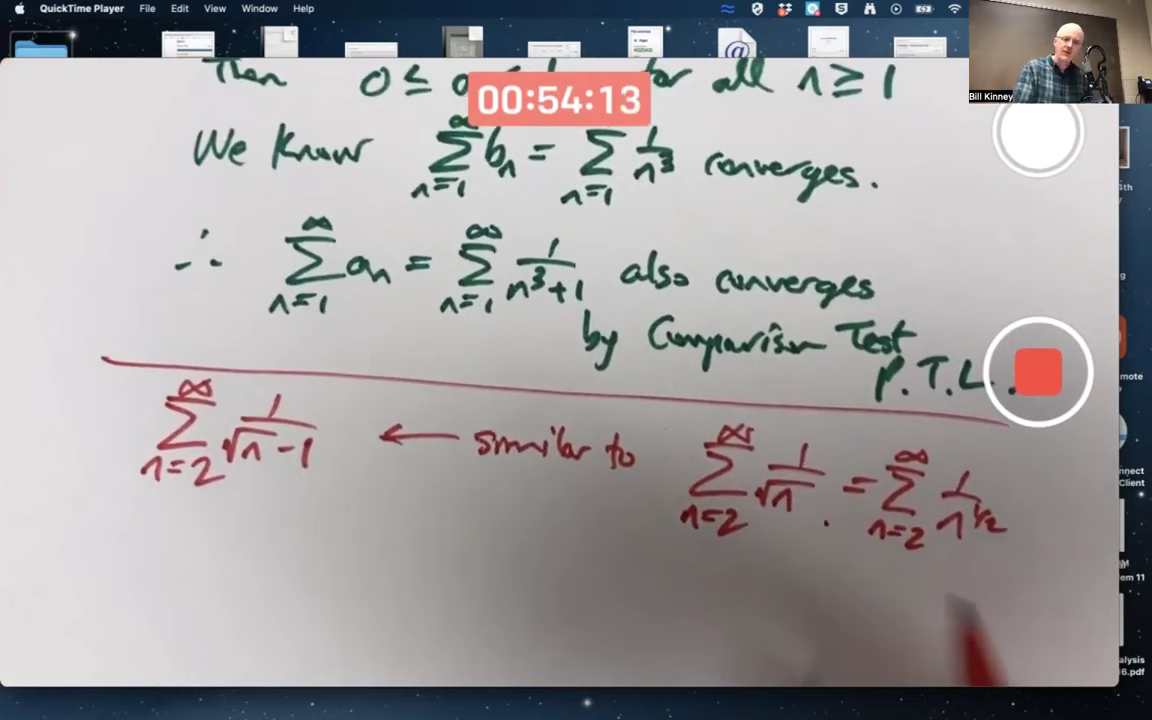 QuickTime Player File Edit View Window Help
Bill Kinney
00:54:13
Then 0 ≤ for all n ≥ 1
We Know ∞∑n=1 bₙ = ∑n=1 1/n³ converges.
∴ ∞∑n=1 aₙ = ∞∑n=1 1/(n³+1) also converges
by Comparison Test
P.T.L.
∞∑n=2 1/(√n-1) ← similar to ∞∑n=2 1/√n = ∞∑n=2 1/n^1/2